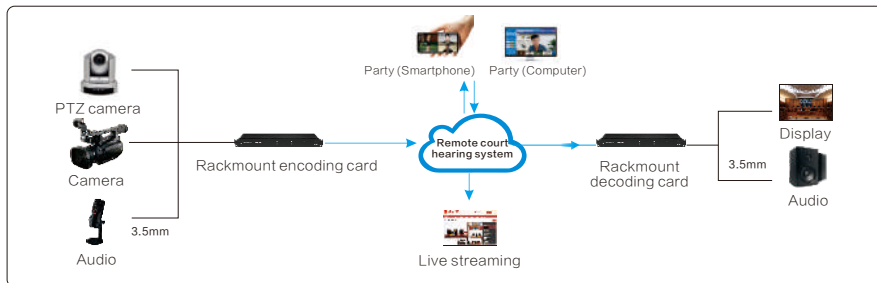 PTZ camera
Camera
Audio
3.5mm
Rackmount encoding card
Party (Smartphone)
Party (Computer)
Remote court
hearing system
Live streaming
Rackmount
decoding card
3.5mm
Display
Audio